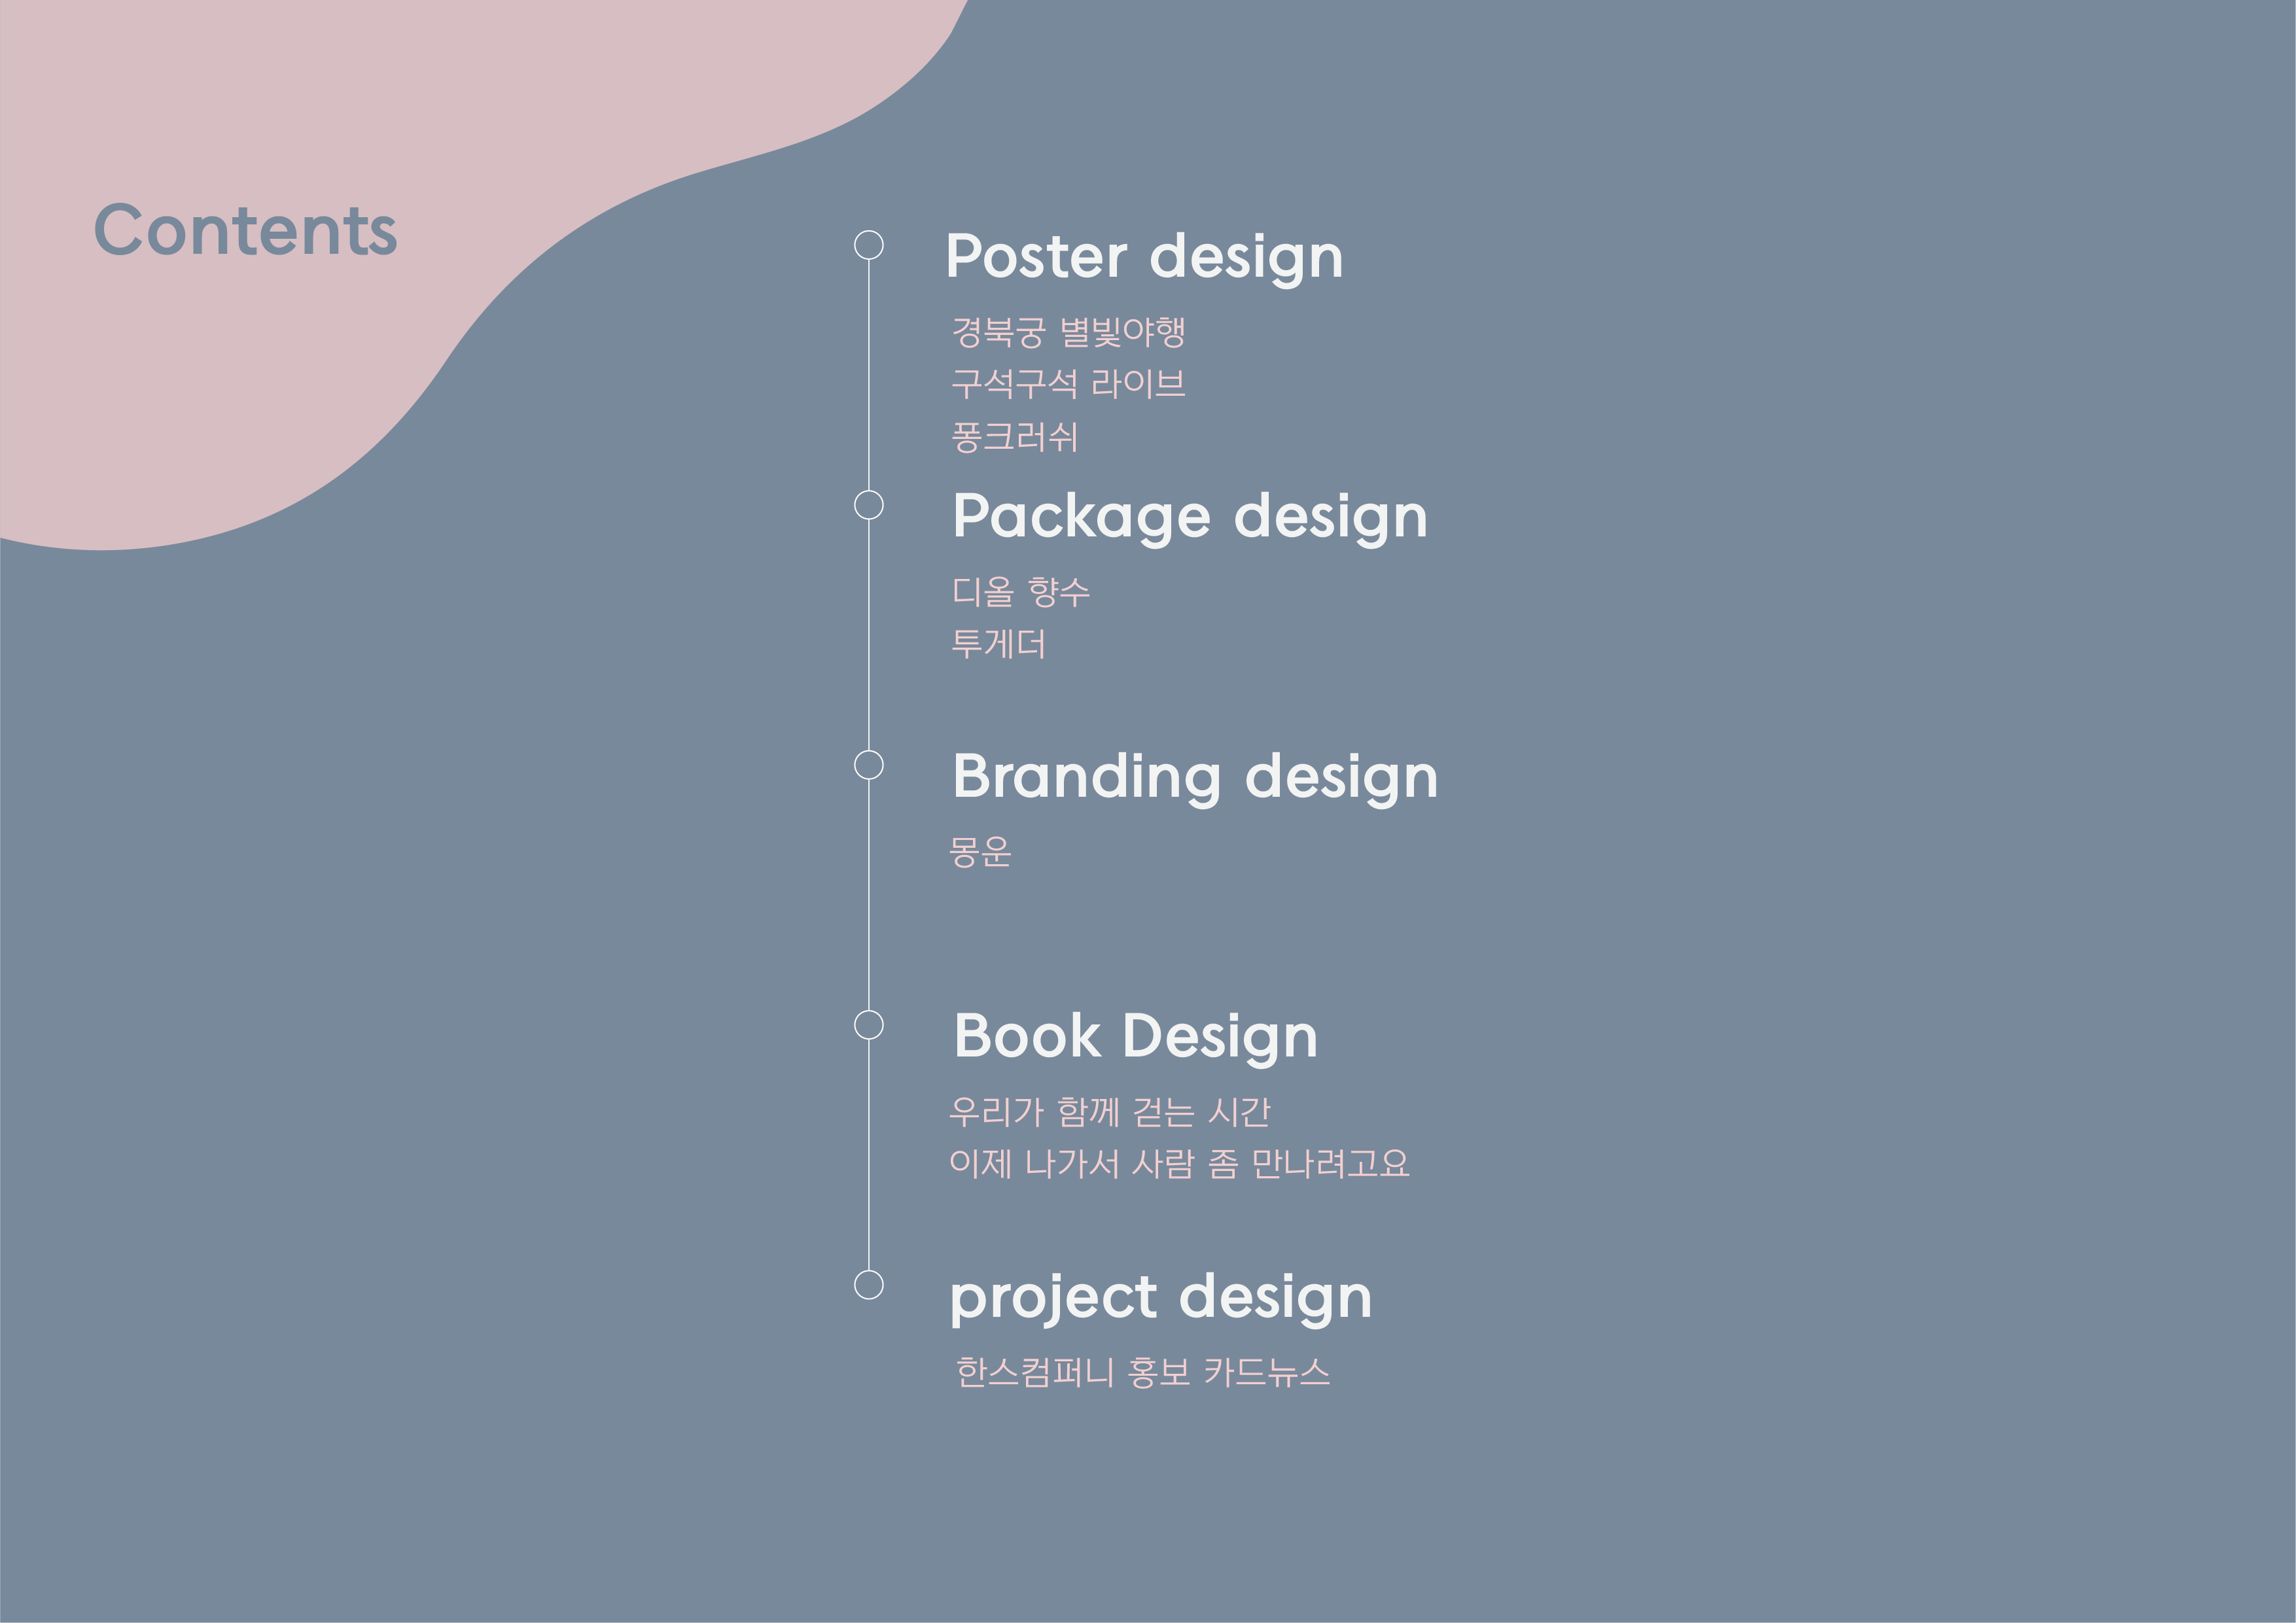 Contents
Poster design
경복궁 별빛야행
구석구석 라이브
퐁크러쉬
Package design
디올 향수
투게더
Branding design
몽운
Book Design
우리가 함께 걷는 시간
이제 나가서 사람 좀 만나려고요
project design
한스컴퍼니 홍보 카드뉴스